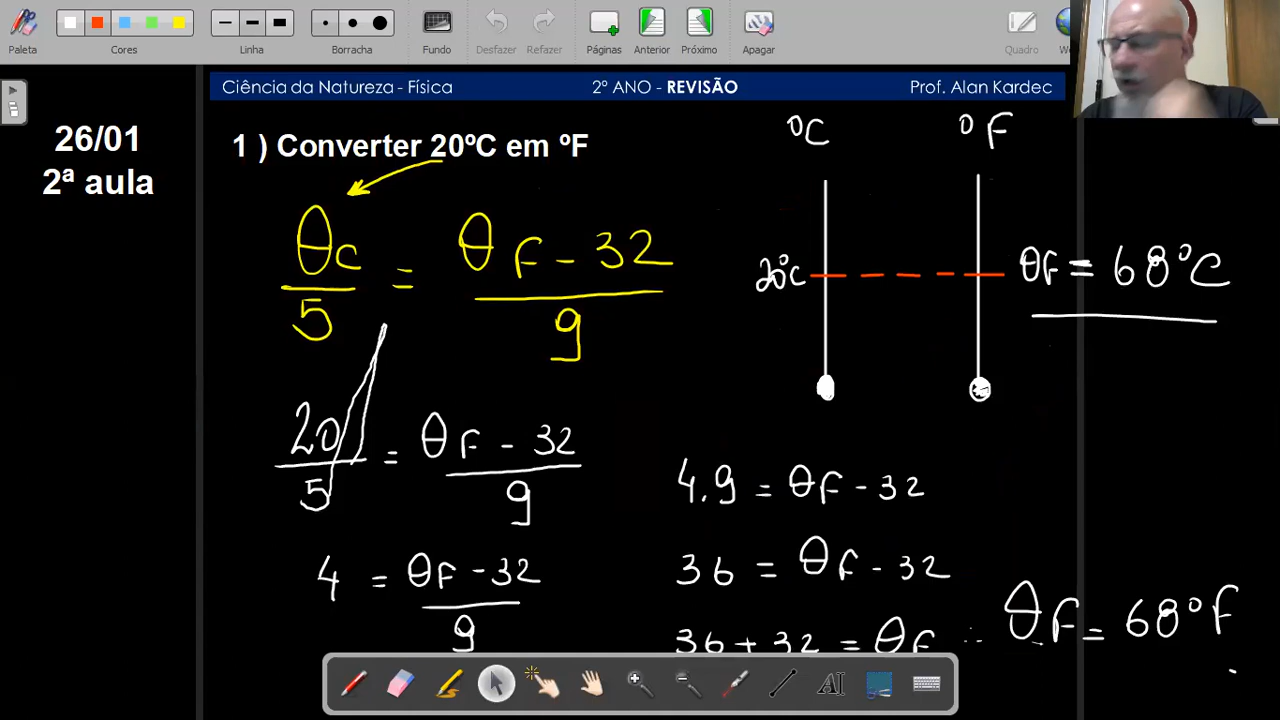 Paleta
Cores
Linha
Borracha
Fundo
Desfazer
Refazer
Páginas
Anterior
Próximo
Apagar
Quadro
26/01
2ª aula
Ciência da Natureza - Física
2º ANO - REVISÃO
Prof. Alan Kardec
1 ) Converter 20ºC em ºF
θc/5 = θF - 32/9
20/5 = θF - 32/9
4 = θF - 32/9
ºC
ºF
20ºC
θF = 68ºC
4.9 = θF - 32
36 = θF - 32
36 + 32 = θF ∴ θF = 68ºF
AI